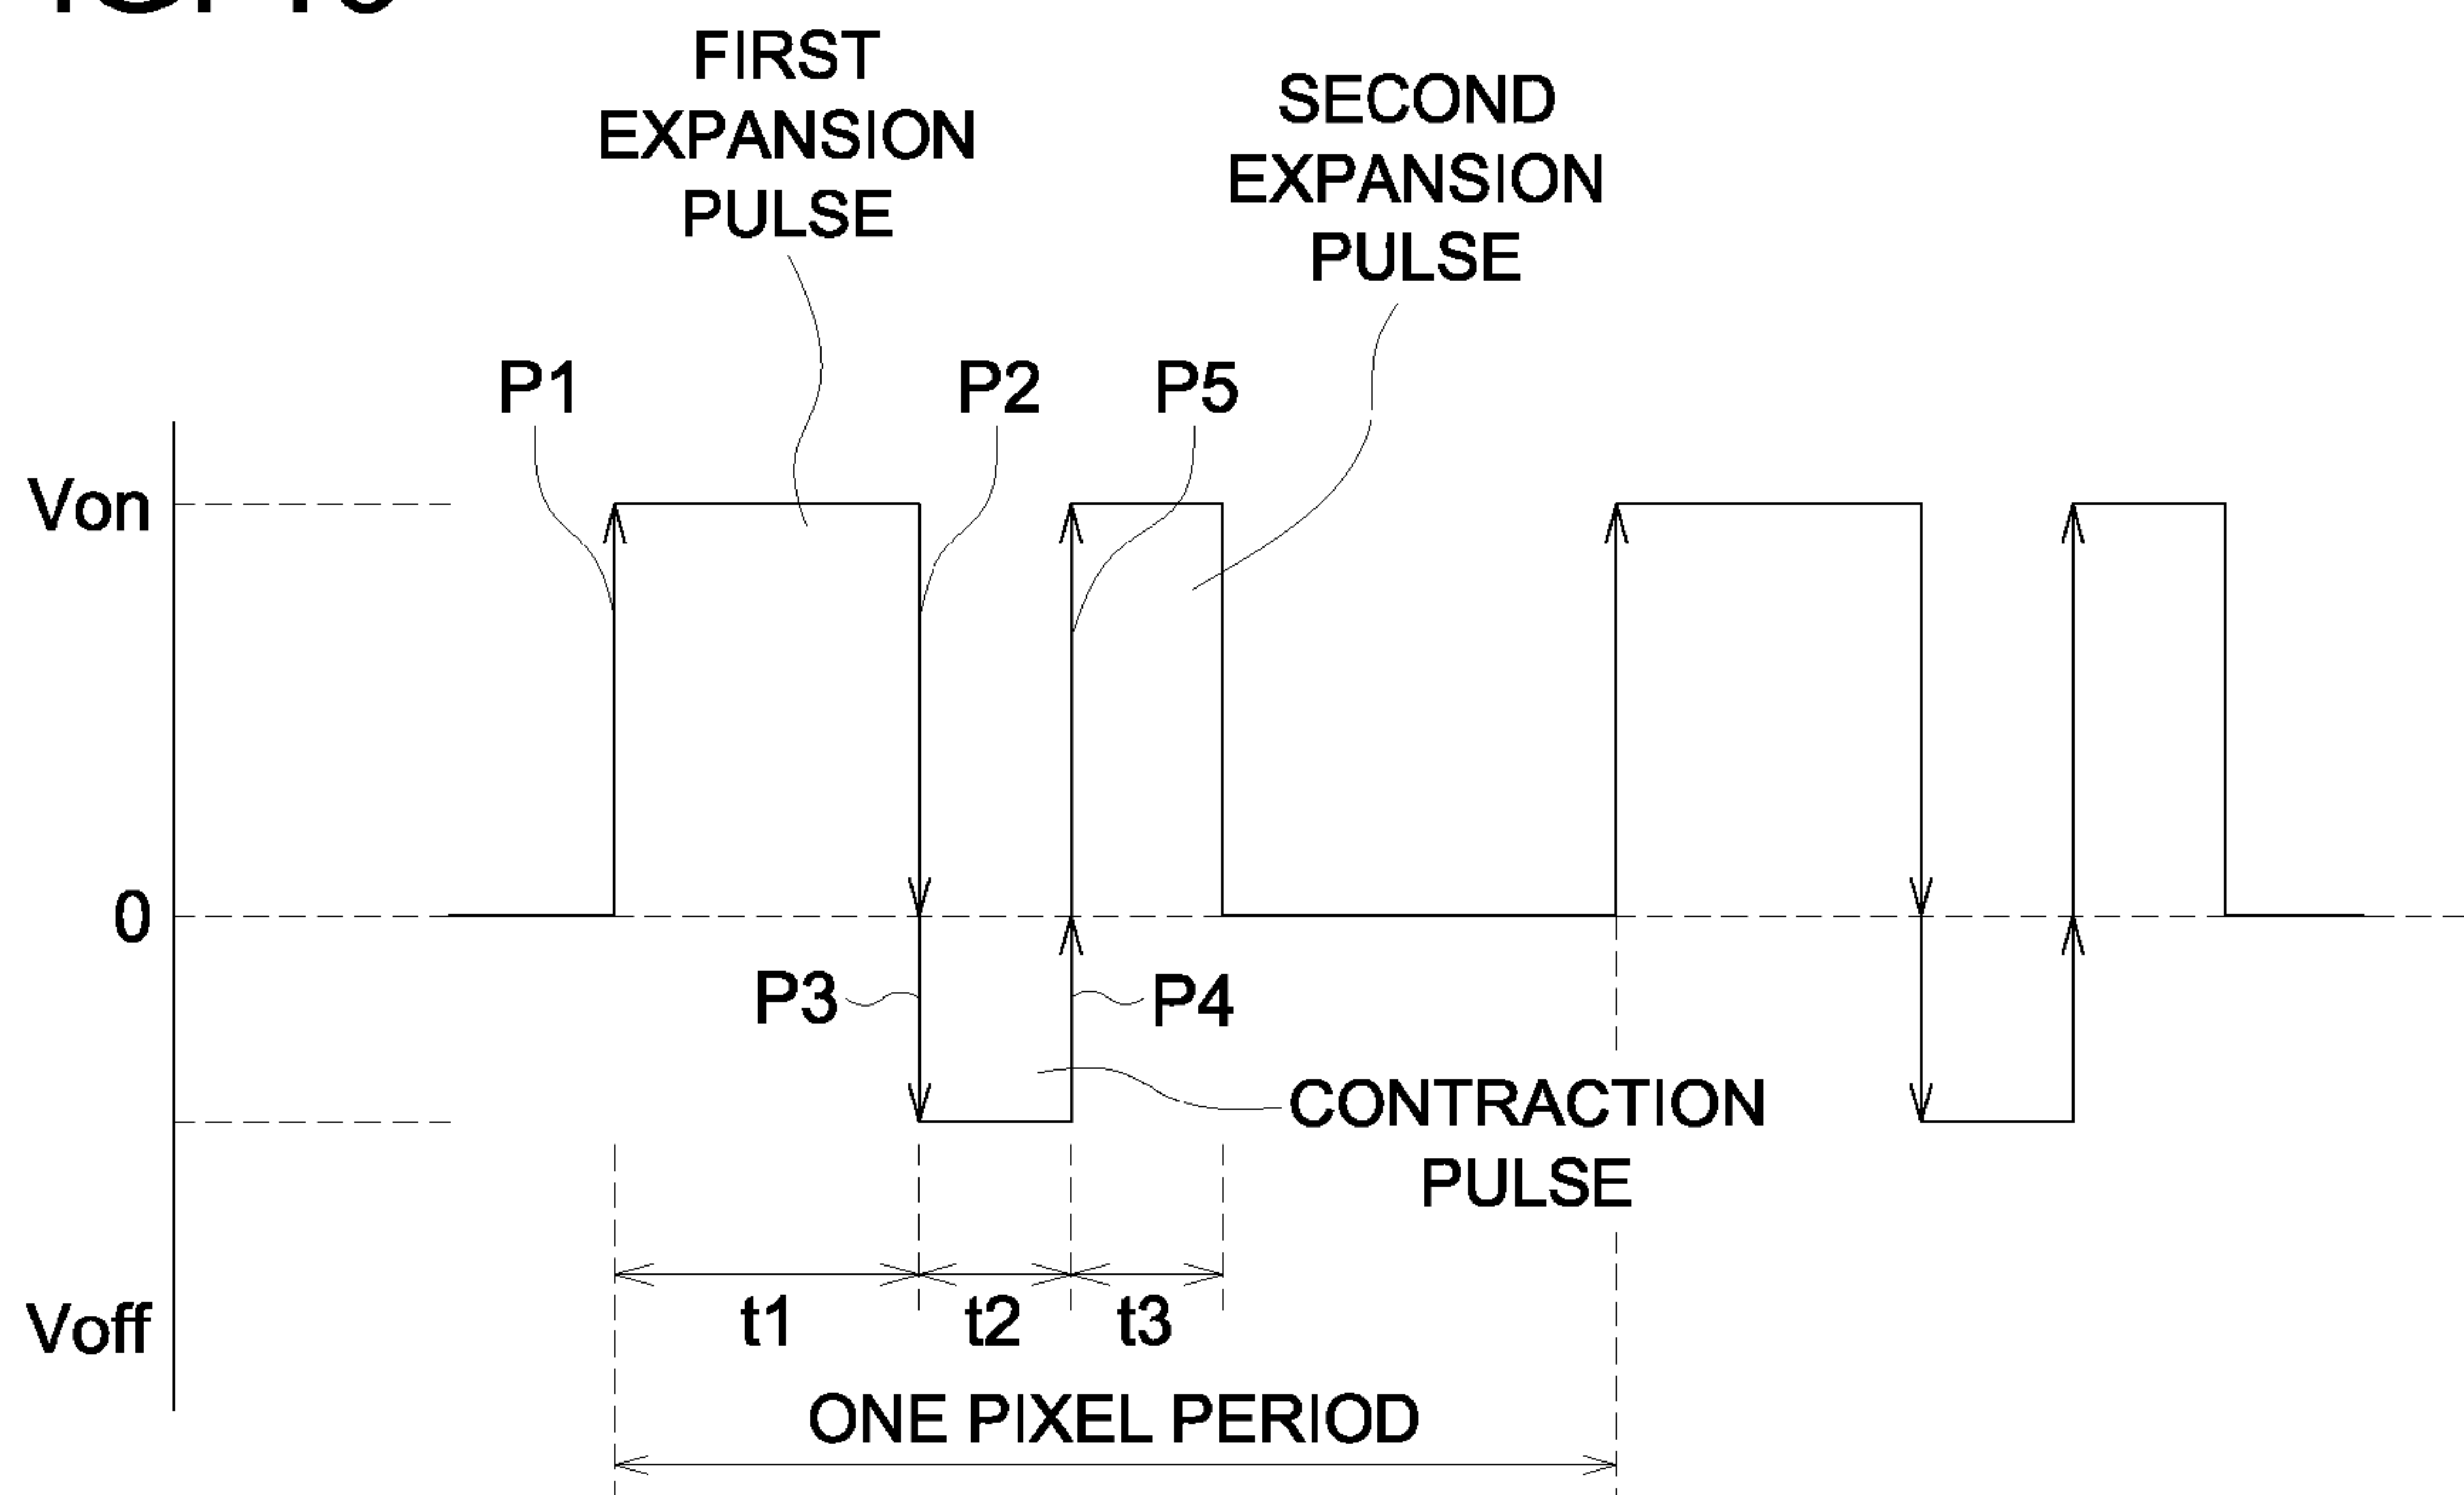 FIRST
EXPANSION
PULSE
SECOND
EXPANSION
PULSE
P1
P2
P5
Von
0
P3
P4
CONTRACTION
PULSE
t1
t2
t3
Voff
ONE PIXEL PERIOD